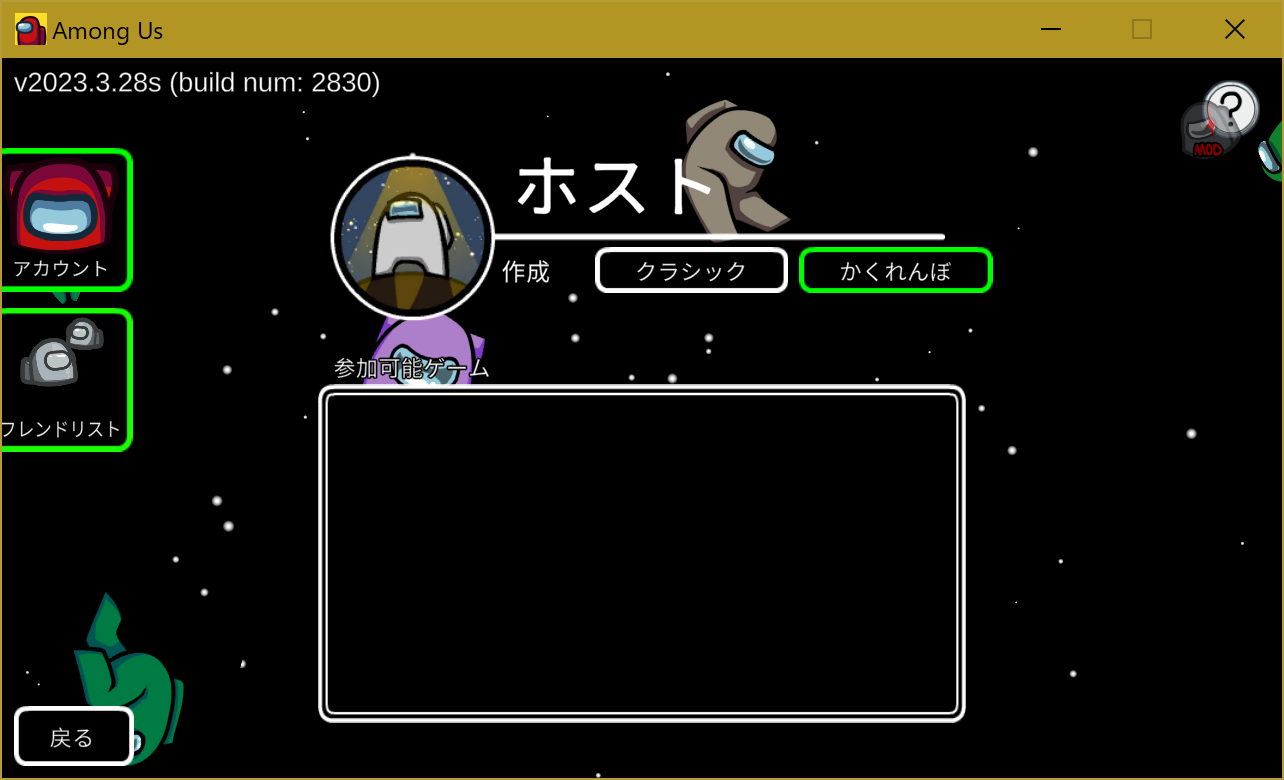 Among Us
v2023.3.28s (build num: 2830)
?
MOD
ホスト
作成 クラシック かくれんぼ
アカウント
参加可能ゲーム
フレンドリスト
戻る